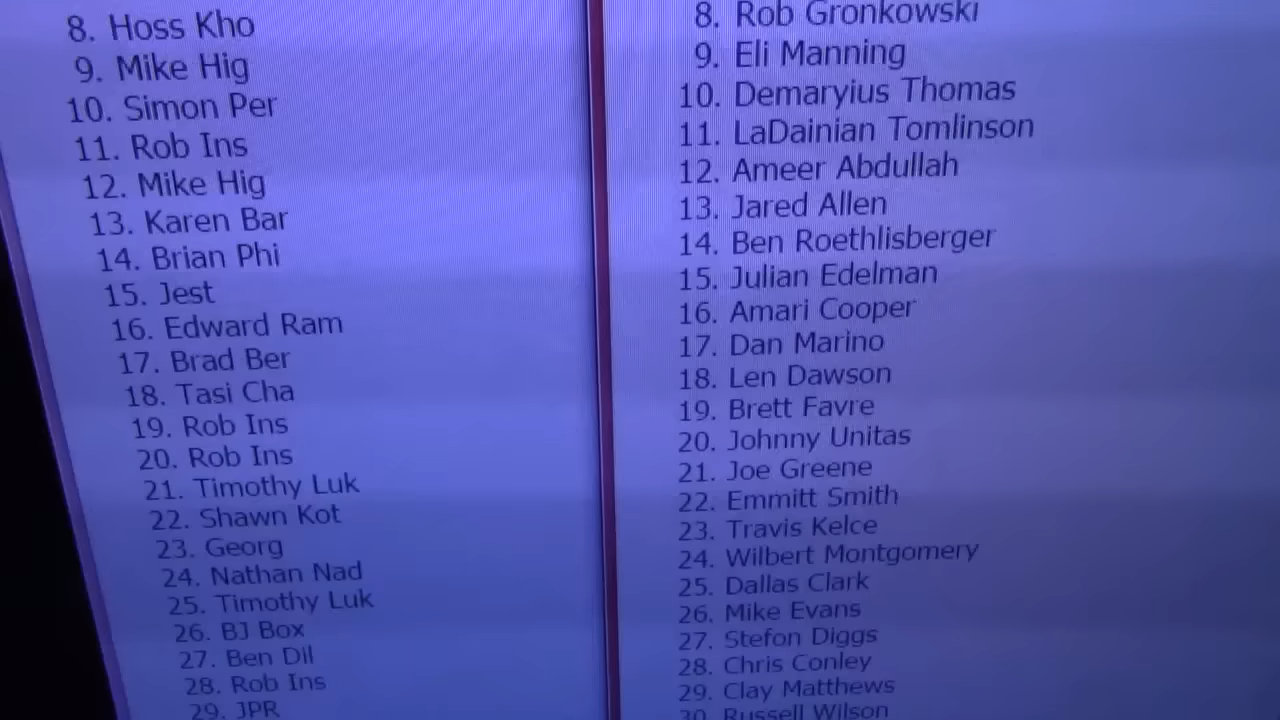 8. Hoss Kho
9. Mike Hig
10. Simon Per
11. Rob Ins
12. Mike Hig
13. Karen Bar
14. Brian Phi
15. Jest
16. Edward Ram
17. Brad Ber
18. Tasi Cha
19. Rob Ins
20. Rob Ins
21. Timothy Luk
22. Shawn Kot
23. Georg
24. Nathan Nad
25. Timothy Luk
26. BJ Box
27. Ben Dil
28. Rob Ins
29. JPR
8. Rob Gronkowski
9. Eli Manning
10. Demaryius Thomas
11. LaDainian Tomlinson
12. Ameer Abdullah
13. Jared Allen
14. Ben Roethlisberger
15. Julian Edelman
16. Amari Cooper
17. Dan Marino
18. Len Dawson
19. Brett Favre
20. Johnny Unitas
21. Joe Greene
22. Emmitt Smith
23. Travis Kelce
24. Wilbert Montgomery
25. Dallas Clark
26. Mike Evans
27. Stefon Diggs
28. Chris Conley
29. Clay Matthews
30. Russell Wilson